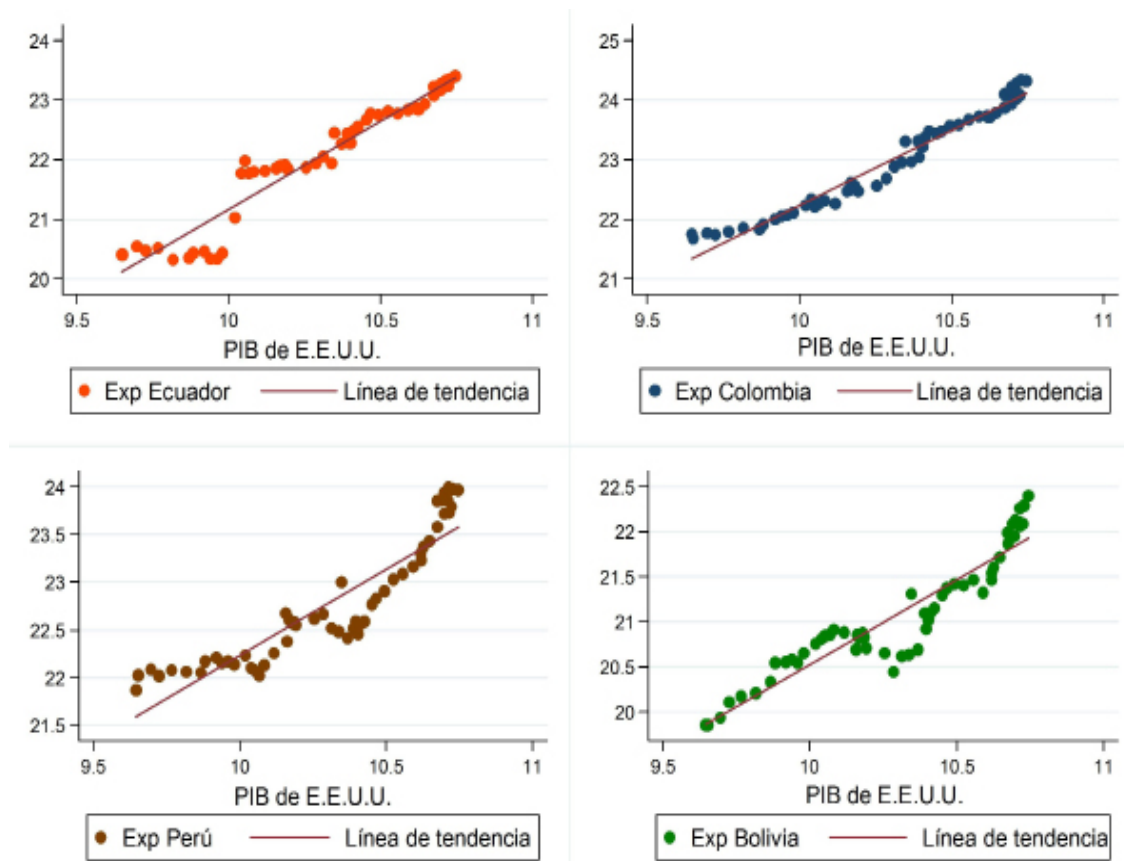 24
23
22
21
20
9.5 10 10.5 11
PIB de E.E.U.U.
Exp Ecuador Línea de tendencia
25
24
23
22
21
9.5 10 10.5 11
PIB de E.E.U.U.
Exp Colombia Línea de tendencia
24
23.5
23
22.5
22
21.5
9.5 10 10.5 11
PIB de E.E.U.U.
Exp Perú Línea de tendencia
22.5
22
21.5
21
20.5
20
9.5 10 10.5 11
PIB de E.E.U.U.
Exp Bolivia Línea de tendencia